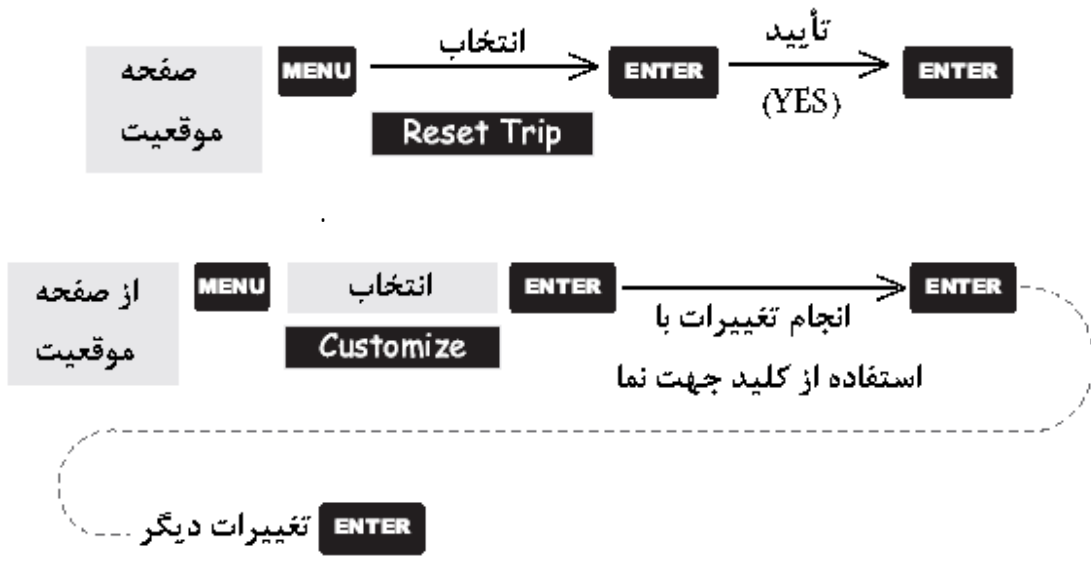 صفحه
موقعیت
MENU
انتخاب
Reset Trip
ENTER
تأیید
(YES)
ENTER
از صفحه
موقعیت
MENU
انتخاب
Customize
ENTER
انجام تغییرات با
استفاده از کلید جهت نما
ENTER
تغییرات دیگر
ENTER